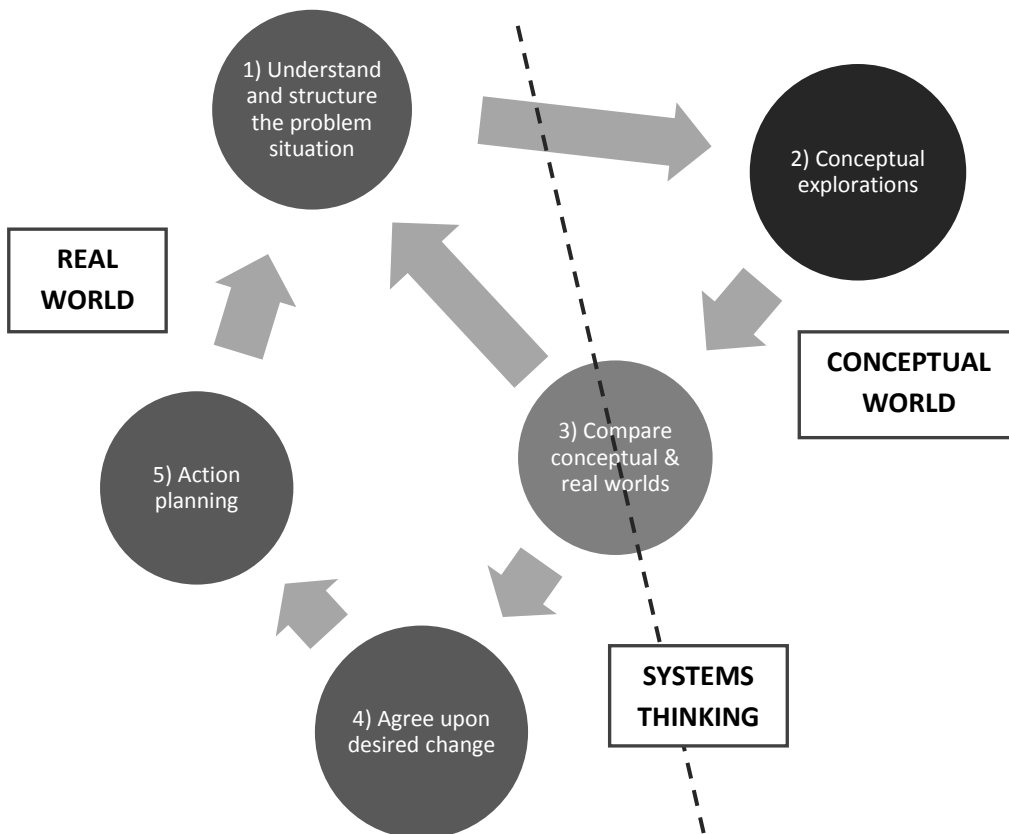 1) Understand
and structure
the problem
situation
2) Conceptual
explorations
REAL
WORLD
CONCEPTUAL
WORLD
3) Compare
conceptual &
real worlds
5) Action
planning
4) Agree upon
desired change
SYSTEMS
THINKING